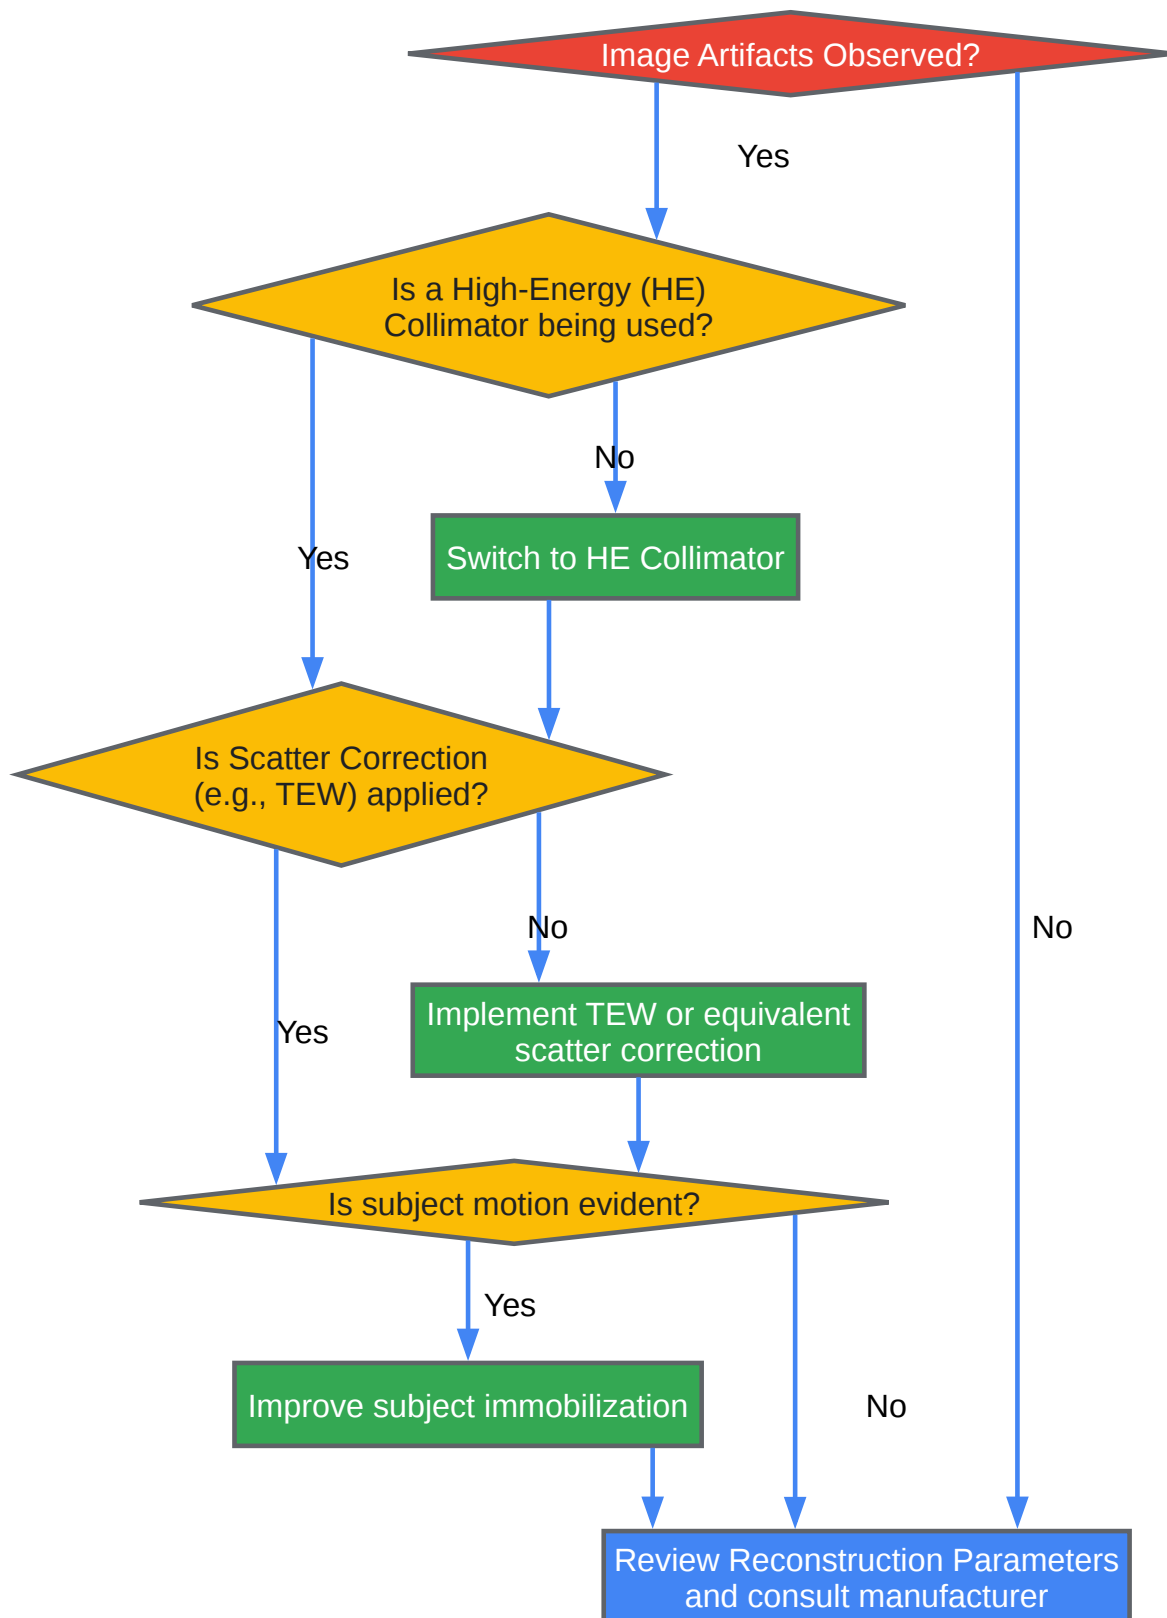 Image Artifacts Observed?
Yes
Is a High-Energy (HE)
Collimator being used?
No
Switch to HE Collimator
Yes
Is Scatter Correction
(e.g., TEW) applied?
No
No
Implement TEW or equivalent
scatter correction
Yes
Is subject motion evident?
Yes
Improve subject immobilization
No
Review Reconstruction Parameters
and consult manufacturer